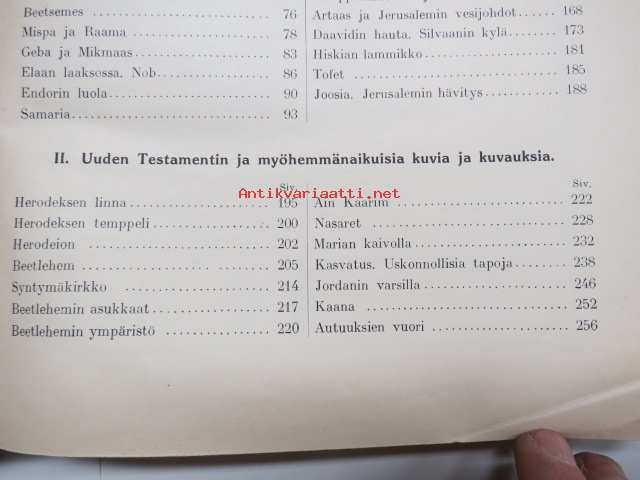 Beetsemes 76
Mispa ja Raama 78
Geba ja Mikmaas 83
Elaan laaksossa. Nob. 86
Endorin luola 90
Samaria 93
Artaas ja Jerusalemin vesijohdot 168
Daavidin hauta. Silvaanin kylä 173
Hiskian lammikko 181
Tofet 185
Joosia. Jerusalemin hävitys 188
II. Uuden Testamentin ja myöhemmänaikuisia kuvia ja kuvauksia.
Siv.
Herodeksen linna 195
Herodeksen temppeli 200
Herodeion 202
Beetlehem 205
Syntymäkirkko 214
Beetlehemin asukkaat 217
Beetlehemin ympäristö 220
Siv.
Ain Kaarim 222
Nasaret 228
Marian kaivolla 232
Kasvatus. Uskonnollisia tapoja 238
Jordanin varsilla 246
Kaana 252
Autuuksien vuori 256
Antikvariaatti.net